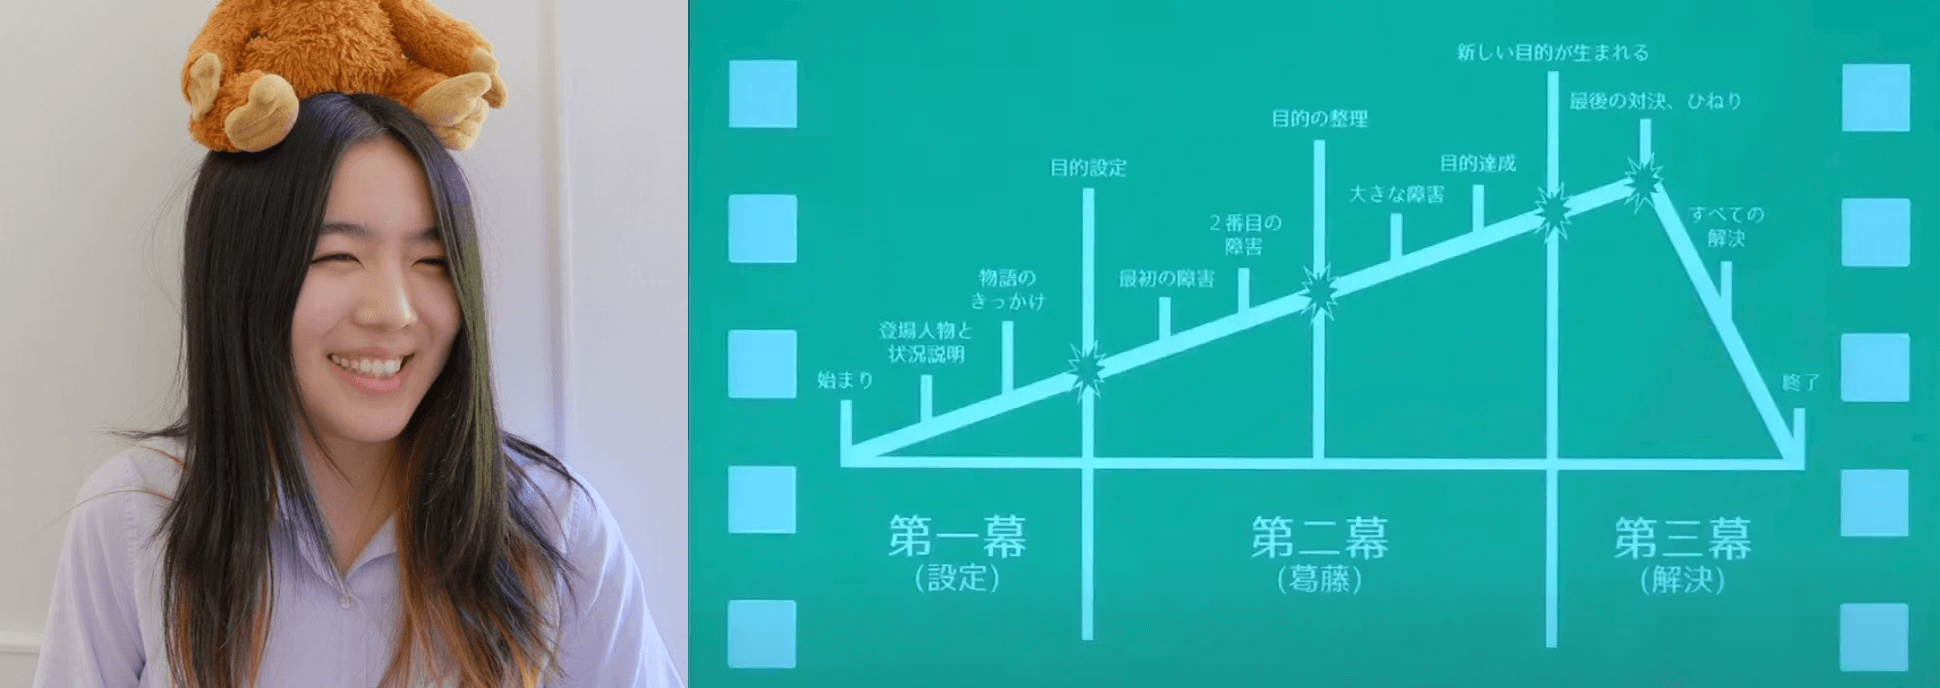 始まり
登場人物と
状況説明
物語の
きっかけ
目的設定
最初の障害
2番目の
障害
目的の整理
大きな障害
目的達成
新しい目的が生まれる
最後の対決、ひねり
すべての
解決
終了
第一幕
(設定)
第二幕
(葛藤)
第三幕
(解決)